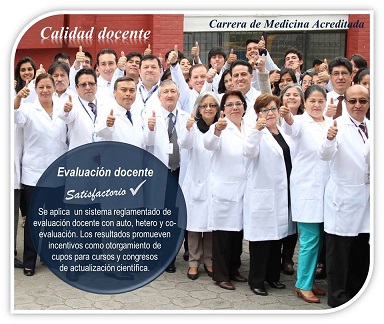 Carrera de Medicina Acreditada
Calidad docente
Evaluación docente
Satisfactorio
Se aplica un sistema reglamentado de
evaluación docente con auto, hetero y co-
evaluación. Los resultados promueven
incentivos como otorgamiento de
cupos para cursos y congresos
de actualización científica.